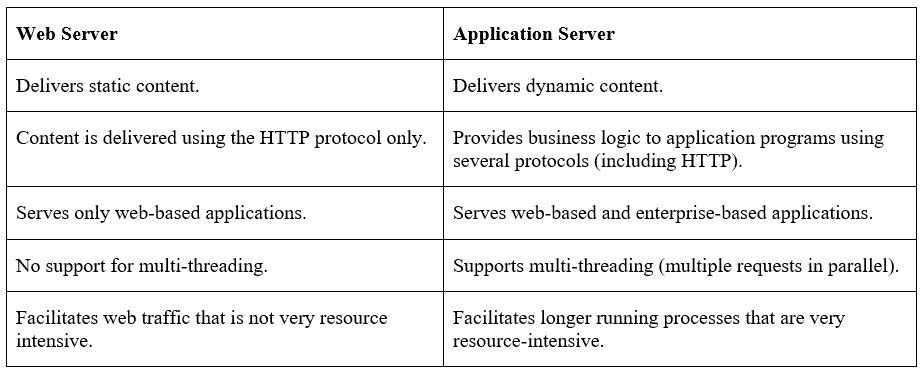 Web Server
Application Server
Delivers static content.
Delivers dynamic content.
Content is delivered using the HTTP protocol only.
Provides business logic to application programs using
several protocols (including HTTP).
Serves only web-based applications.
Serves web-based and enterprise-based applications.
No support for multi-threading.
Supports multi-threading (multiple requests in parallel).
Facilitates web traffic that is not very resource
intensive.
Facilitates longer running processes that are very
resource-intensive.